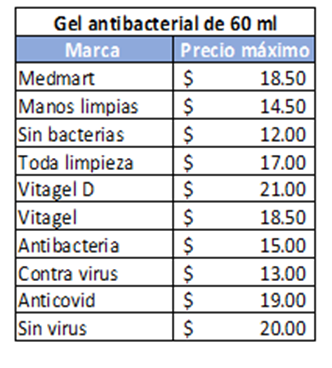 Gel antibacterial de 60 ml
Marca Precio máximo
Medmart $ 18.50
Manos limpias $ 14.50
Sin bacterias $ 12.00
Toda limpieza $ 17.00
Vitagel D $ 21.00
Vitagel $ 18.50
Antibacteria $ 15.00
Contra virus $ 13.00
Anticovid $ 19.00
Sin virus $ 20.00